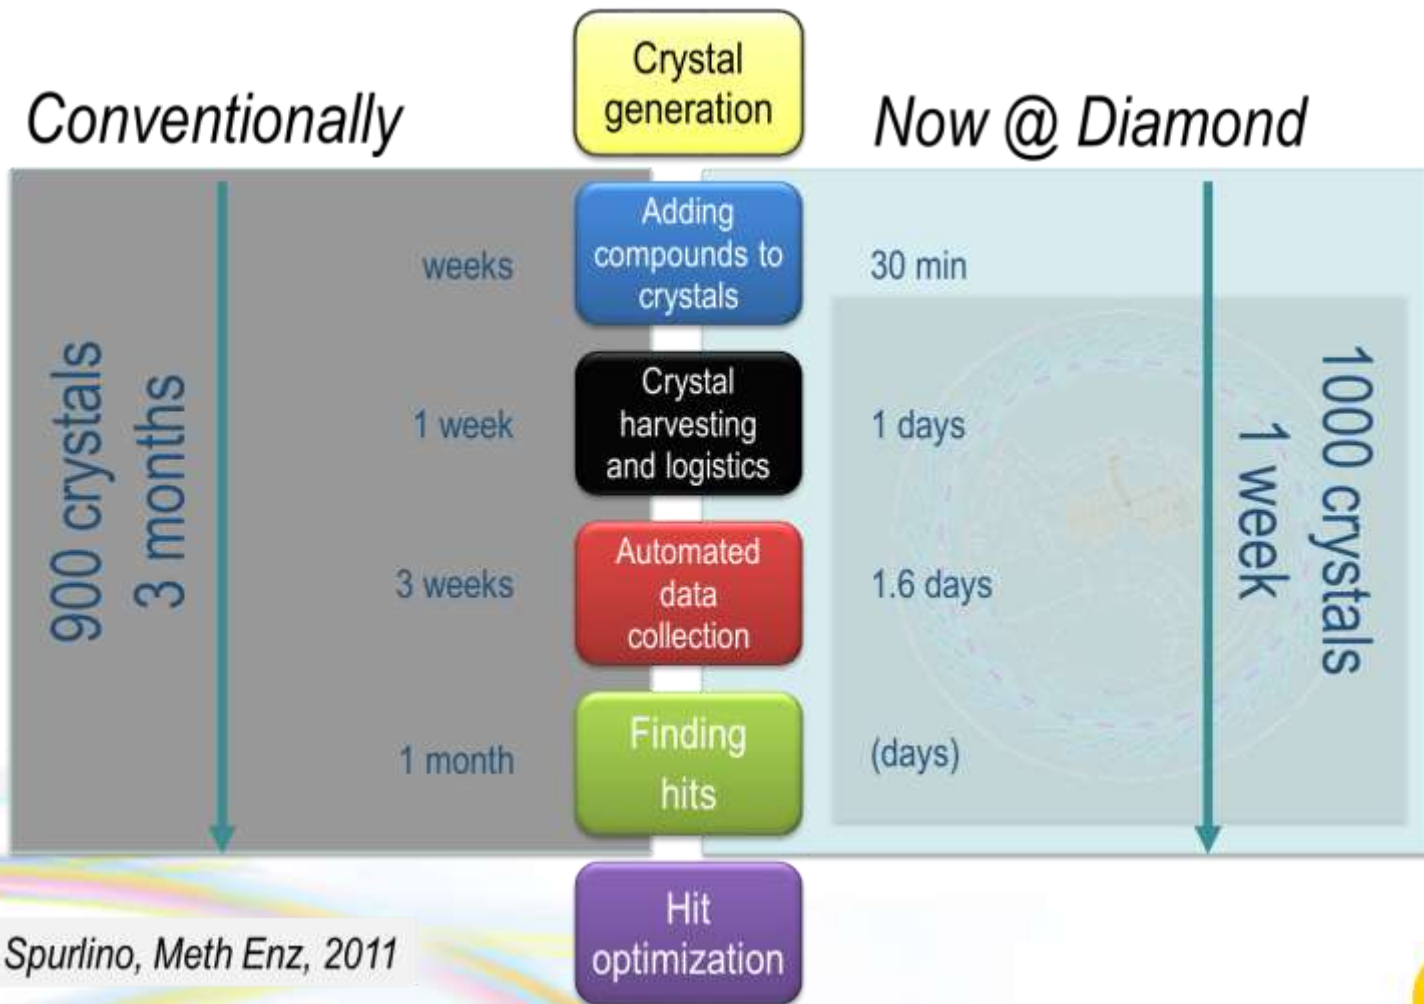 Conventionally
Crystal
generation
Now @ Diamond
900 crystals
3 months
weeks
Adding
compounds to
crystals
30 min
1 week
Crystal
harvesting
and logistics
1 days
3 weeks
Automated
data
collection
1.6 days
1 month
Finding
hits
(days)
1000 crystals
1 week
Hit
optimization
Spurlino, Meth Enz, 2011